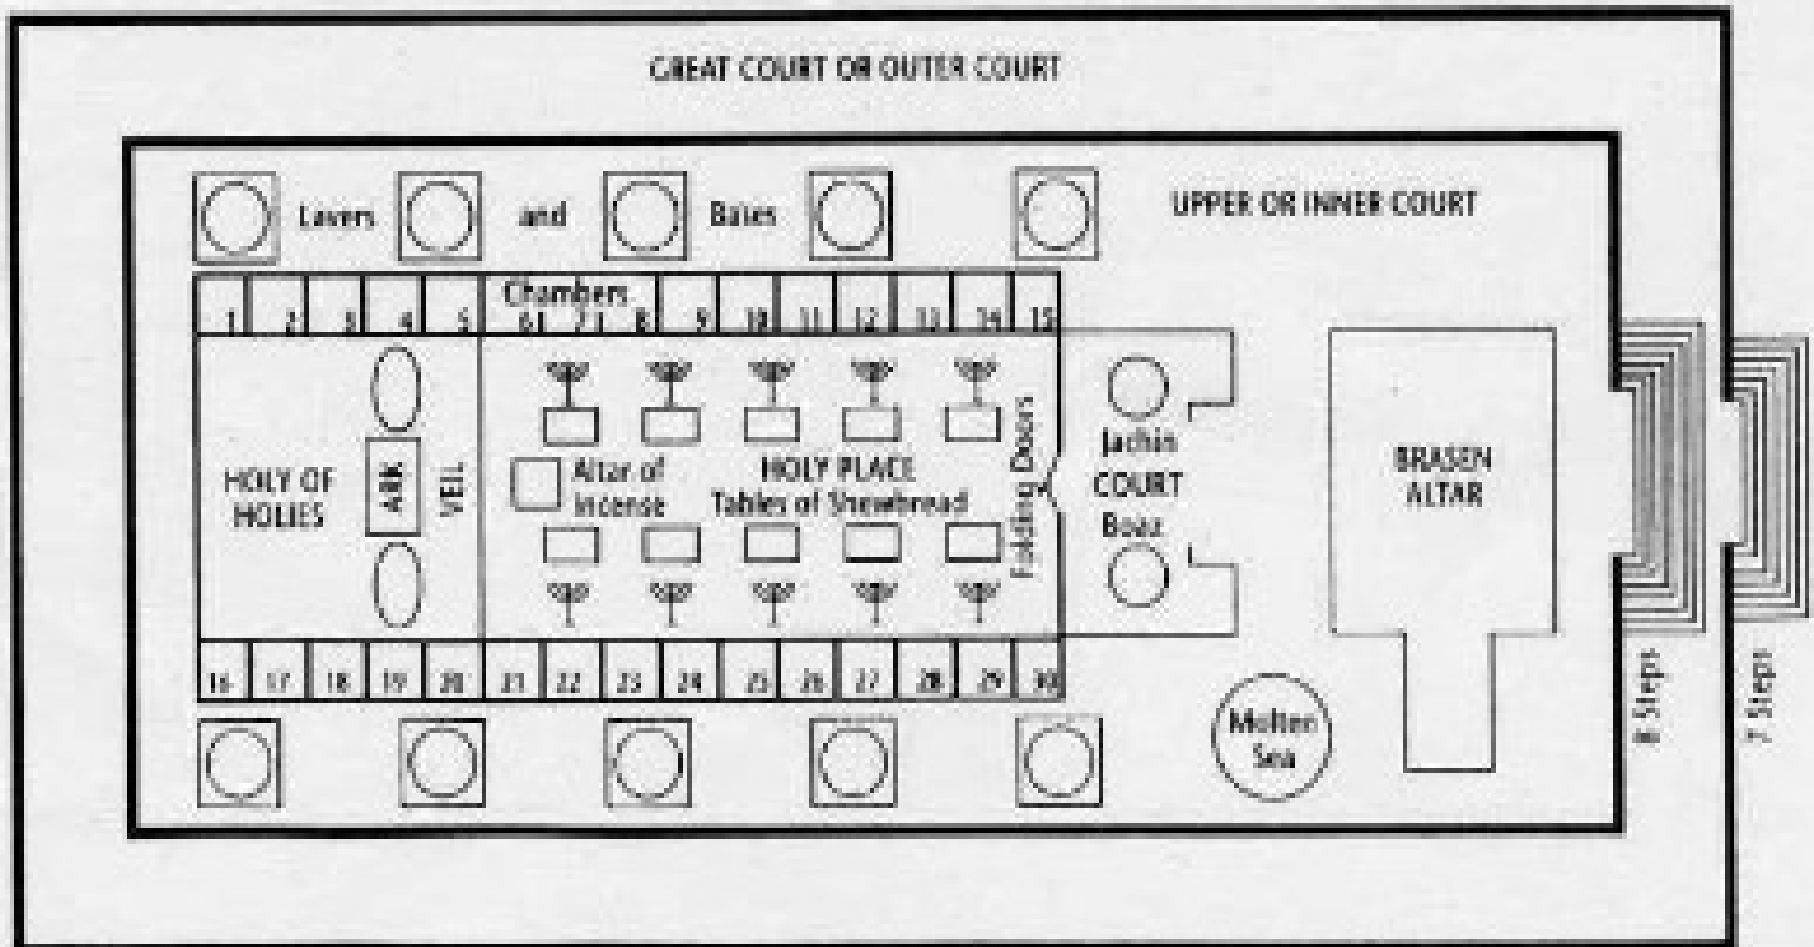 GREAT COURT OR OUTER COURT
UPPER OR INNER COURT
Lavers and Bases
Chambers
1 2 3 4 5 6 7 8 9 10 11 12 13 14 15
HOLY OF
HOLIES
ARK
VEIL
Altar of
Incense
HOLY PLACE
Tables of Shewbread
Folding Doors
Jachin
COURT
Boaz
BRASEN
ALTAR
16 17 18 19 20 21 22 23 24 25 26 27 28 29 30
Molten
Sea
8 Steps
7 Steps